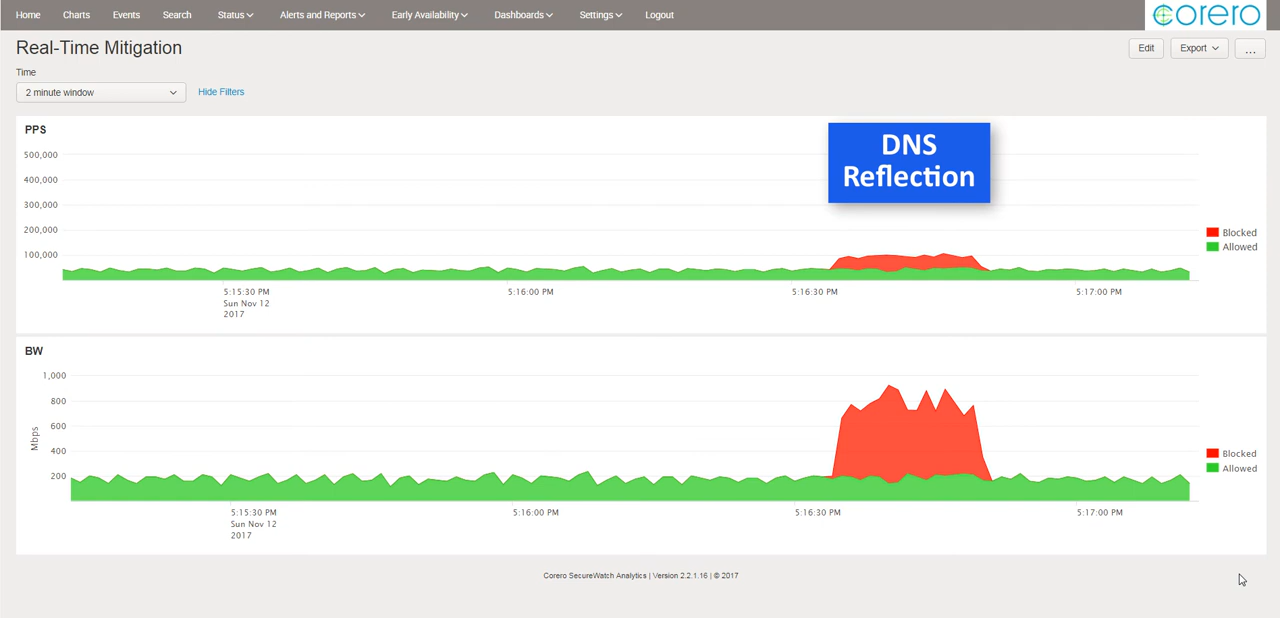 Home Charts Events Search Status Alerts and Reports Early Availability Dashboards Settings Logout
corero
Real-Time Mitigation
Edit Export ...
Time
2 minute window Hide Filters
PPS
DNS
Reflection
500,000
400,000
300,000
200,000
100,000
Blocked
Allowed
5:15:30 PM 5:16:00 PM 5:16:30 PM 5:17:00 PM
Sun Nov 12
2017
BW
1,000
800
600
400
200
Mbps
Blocked
Allowed
5:15:30 PM 5:16:00 PM 5:16:30 PM 5:17:00 PM
Sun Nov 12
2017
Corero SecureWatch Analytics | Version 2.2.1.16 | © 2017